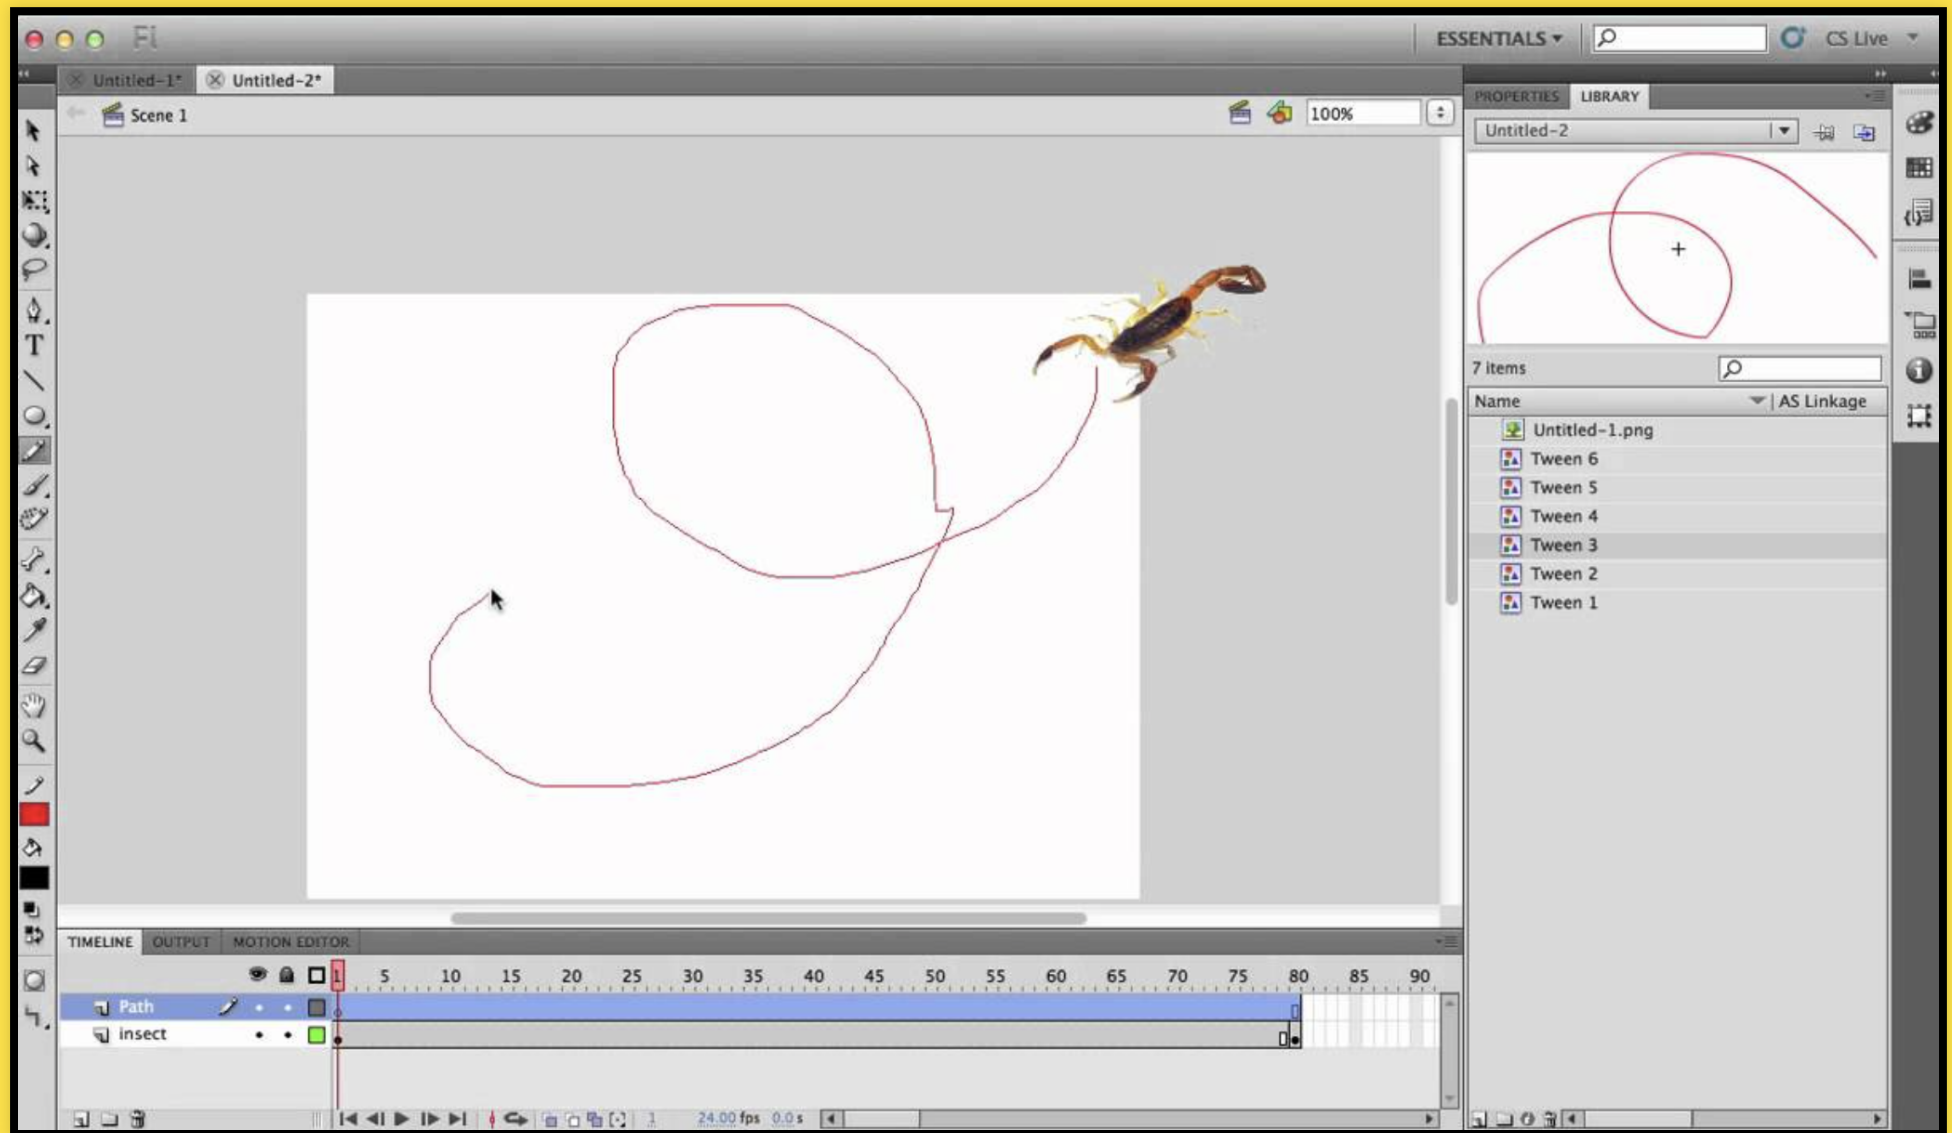 Fl
ESSENTIALS
CS Live
Untitled-1*
Untitled-2*
Scene 1
100%
PROPERTIES
LIBRARY
Untitled-2
7 items
Name
AS Linkage
Untitled-1.png
Tween 6
Tween 5
Tween 4
Tween 3
Tween 2
Tween 1
T
TIMELINE
OUTPUT
MOTION EDITOR
1 5 10 15 20 25 30 35 40 45 50 55 60 65 70 75 80 85 90
Path
insect
1 24.00 fps 0.0 s